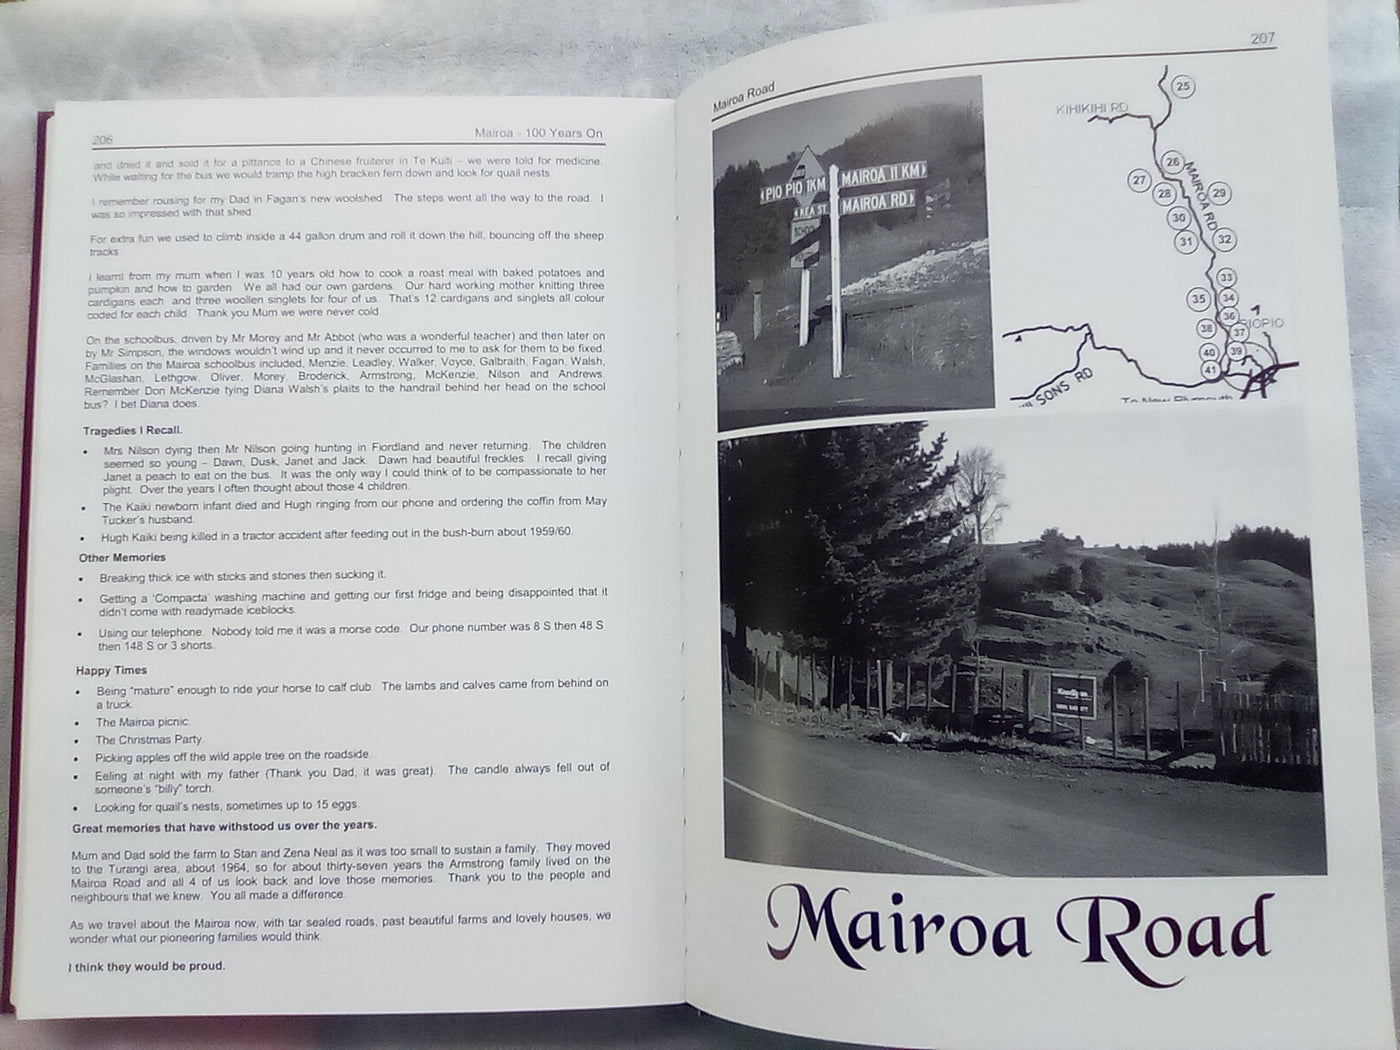 206
Mairoa - 100 Years On
and dried it and sold it for a pittance to a Chinese fruiterer in Te Kuiti – we were told for medicine.
While waiting for the bus we would tramp the high bracken fern down and look for quail nests
I remember rousing for my Dad in Fagan's new woolshed. The steps went all the way to the road. I
was so impressed with that shed.
For extra fun we used to climb inside a 44 gallon drum and roll it down the hill, bouncing off the sheep
tracks.
I learnt from my mum when I was 10 years old how to cook a roast meal with baked potatoes and
pumpkin and how to garden. We all had our own gardens. Our hard working mother knitting three
cardigans each and three woollen singlets for four of us. That's 12 cardigans and singlets all colour
coded for each child. Thank you Mum we were never cold.
On the schoolbus, driven by Mr Morey and Mr Abbot (who was a wonderful teacher) and then later on
by Mr Simpson, the windows wouldn't wind up and it never occurred to me to ask for them to be fixed.
Families on the Mairoa schoolbus included, Menzie, Leadley, Walker, Voyce, Galbraith, Fagan, Walsh,
McGlashan, Lethgow, Oliver, Morey Broderick, Armstrong, McKenzie, Nilson and Andrews.
Remember Don McKenzie tying Diana Walsh's plaits to the handrail behind her head on the school
bus? I bet Diana does.
Tragedies I Recall.
• Mrs Nilson dying then Mr Nilson going hunting in Fiordland and never returning. The children
seemed so young – Dawn, Dusk, Janet and Jack. Dawn had beautiful freckles. I recall giving
Janet a peach to eat on the bus. It was the only way I could think of to be compassionate to her
plight. Over the years I often thought about those 4 children.
• The Kaiki newborn infant died and Hugh ringing from our phone and ordering the coffin from May
Tucker's husband.
• Hugh Kaiki being killed in a tractor accident after feeding out in the bush-burn about 1959/60.
Other Memories
• Breaking thick ice with sticks and stones then sucking it.
• Getting a 'Compacta' washing machine and getting our first fridge and being disappointed that it
didn't come with readymade iceblocks.
• Using our telephone. Nobody told me it was a morse code. Our phone number was 8 S then 48 S
then 148 S or 3 shorts.
Happy Times
• Being "mature" enough to ride your horse to calf club. The lambs and calves came from behind on
a truck.
• The Mairoa picnic.
• The Christmas Party.
• Picking apples off the wild apple tree on the roadside.
• Eeling at night with my father (Thank you Dad, it was great). The candle always fell out of
someone's "billy" torch.
• Looking for quail's nests, sometimes up to 15 eggs.
Great memories that have withstood us over the years.
Mum and Dad sold the farm to Stan and Zena Neal as it was too small to sustain a family. They moved
to the Turangi area, about 1964, so for about thirty-seven years the Armstrong family lived on the
Mairoa Road and all 4 of us look back and love those memories. Thank you to the people and
neighbours that we knew. You all made a difference.
As we travel about the Mairoa now, with tar sealed roads, past beautiful farms and lovely houses, we
wonder what our pioneering families would think.
I think they would be proud.
207
Mairoa Road
PIO PIO 1KM
MAIROA 11 KM
KEA ST
MAIROA RD
SCHOOL
25
KIHIKIHI RD
26
27
28
MAIROA RD
29
30
31
32
33
34
35
36
PIOPIO
37
38
39
40
41
SONS RD
To New Plymouth
Mairoa Road